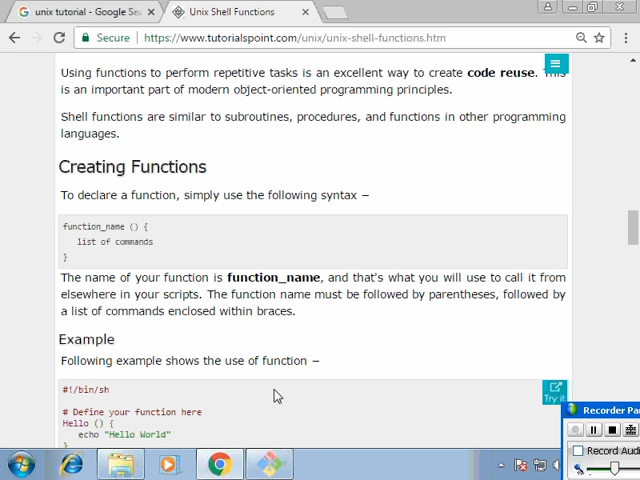 unix tutorial - Google Se
Unix Shell Functions
Secure
https://www.tutorialspoint.com/unix/unix-shell-functions.htm
Using functions to perform repetitive tasks is an excellent way to create code reuse. This
is an important part of modern object-oriented programming principles.
Shell functions are similar to subroutines, procedures, and functions in other programming
languages.
Creating Functions
To declare a function, simply use the following syntax −
function_name () {
list of commands
}
The name of your function is function_name, and that's what you will use to call it from
elsewhere in your scripts. The function name must be followed by parentheses, followed by
a list of commands enclosed within braces.
Example
Following example shows the use of function −
#!/bin/sh
Try it
# Define your function here
Hello () {
echo "Hello World"
}
Recorder Pa
Record Audi